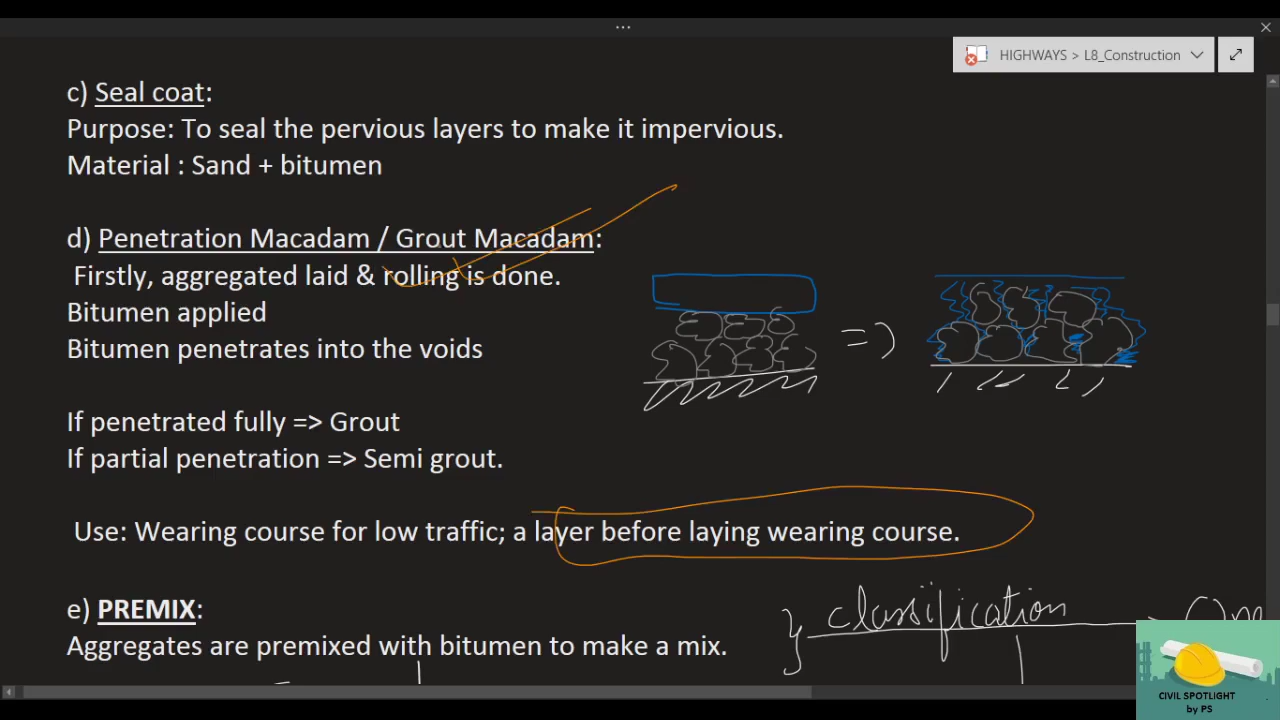 HIGHWAYS > L8_Construction
c) Seal coat:
Purpose: To seal the pervious layers to make it impervious.
Material : Sand + bitumen
d) Penetration Macadam / Grout Macadam:
Firstly, aggregated laid & rolling is done.
Bitumen applied
Bitumen penetrates into the voids
=>
If penetrated fully => Grout
If partial penetration => Semi grout.
Use: Wearing course for low traffic; a layer before laying wearing course.
e) PREMIX:
classification
Aggregates are premixed with bitumen to make a mix.
CIVIL SPOTLIGHT
by PS